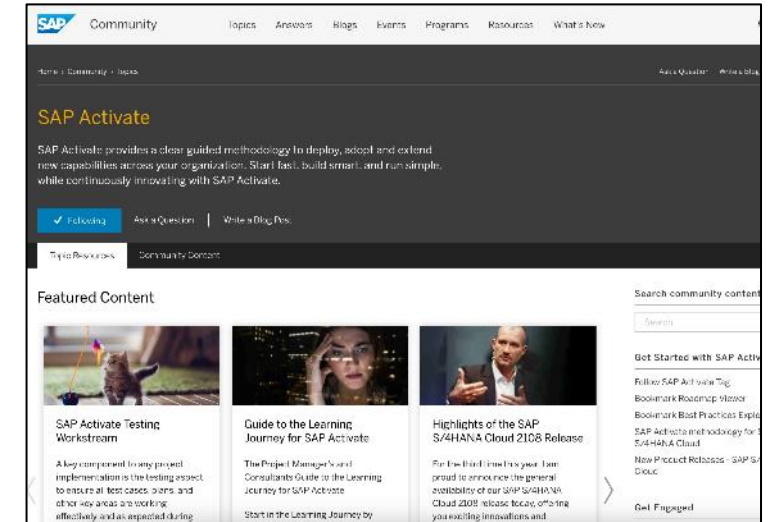 SAP Community
Topics Answers Blogs Events Programs Resources What's New
Home > Community > Topics
Ask a Question Write a Blog
SAP Activate
SAP Activate provides a clear guided methodology to deploy, adopt and extend
new capabilities across your organization. Start fast, build smart, and run simple,
while continuously innovating with SAP Activate.
✓ Following Ask a Question | Write a Blog Post
Topic Resources Community Content
Featured Content
SAP Activate Testing
Workstream
A key component to any project
implementation is the testing aspect
to ensure all test cases, plans, and
other key areas are working
effectively and as expected during
Guide to the Learning
Journey for SAP Activate
The Project Manager's and
Consultants Guide to the Learning
Journey for SAP Activate
Start in the Learning Journey by
Highlights of the SAP
S/4HANA Cloud 2108 Release
For the third time this year I am
proud to announce the general
availability of our SAP S/4HANA
Cloud 2108 release today, offering
you exciting innovations and
Search community content
Search
Get Started with SAP Activ
Follow SAP Activate Tag
Bookmark Roadmap Viewer
Bookmark Best Practices Explo
SAP Activate methodology for S
S/4HANA Cloud
New Product Releases - SAP S/
Cloud
Get Engaged